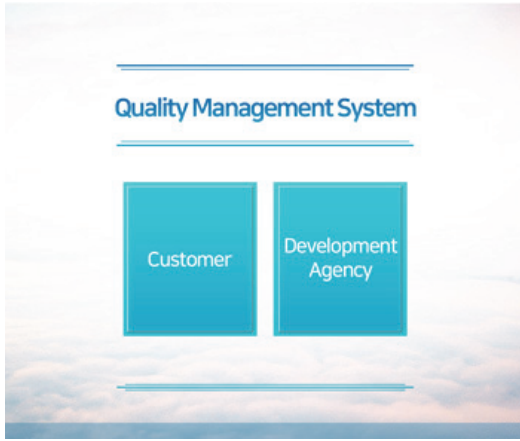 Quality Management System
Customer
Development
Agency